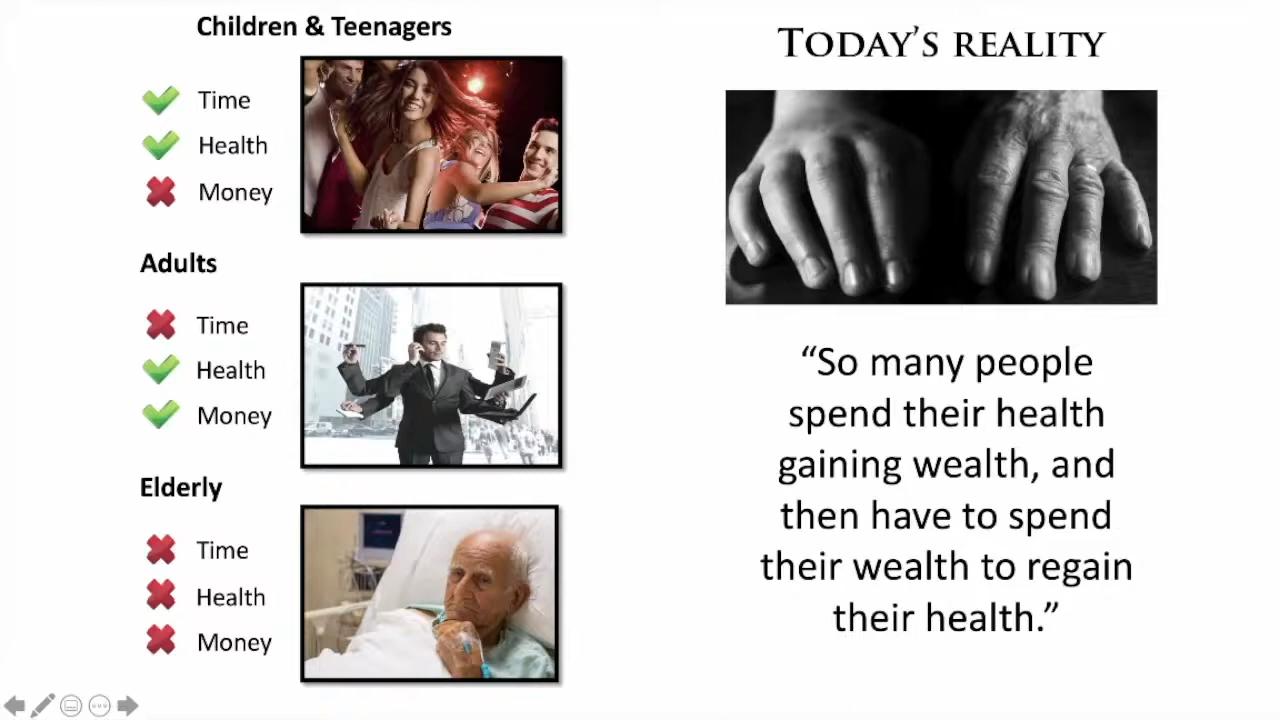 Children & Teenagers
Time
Health
Money
Adults
Time
Health
Money
Elderly
Time
Health
Money
TODAY’S REALITY
“So many people
spend their health
gaining wealth, and
then have to spend
their wealth to regain
their health.”